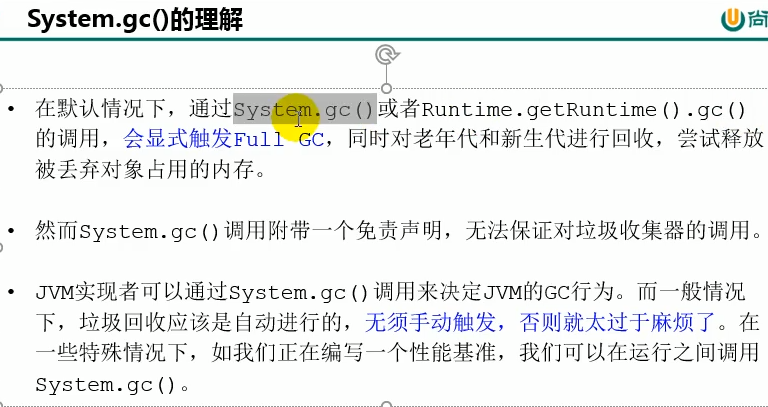 System.gc()的理解
尚
• 在默认情况下，通过System.gc()或者Runtime.getRuntime().gc()
的调用，会显式触发Full GC，同时对老年代和新生代进行回收，尝试释放
被丢弃对象占用的内存。
• 然而System.gc()调用附带一个免责声明，无法保证对垃圾收集器的调用。
• JVM实现者可以通过System.gc()调用来决定JVM的GC行为。而一般情况
下，垃圾回收应该是自动进行的，无须手动触发，否则就太过于麻烦了。在
一些特殊情况下，如我们正在编写一个性能基准，我们可以在运行之间调用
System.gc()。